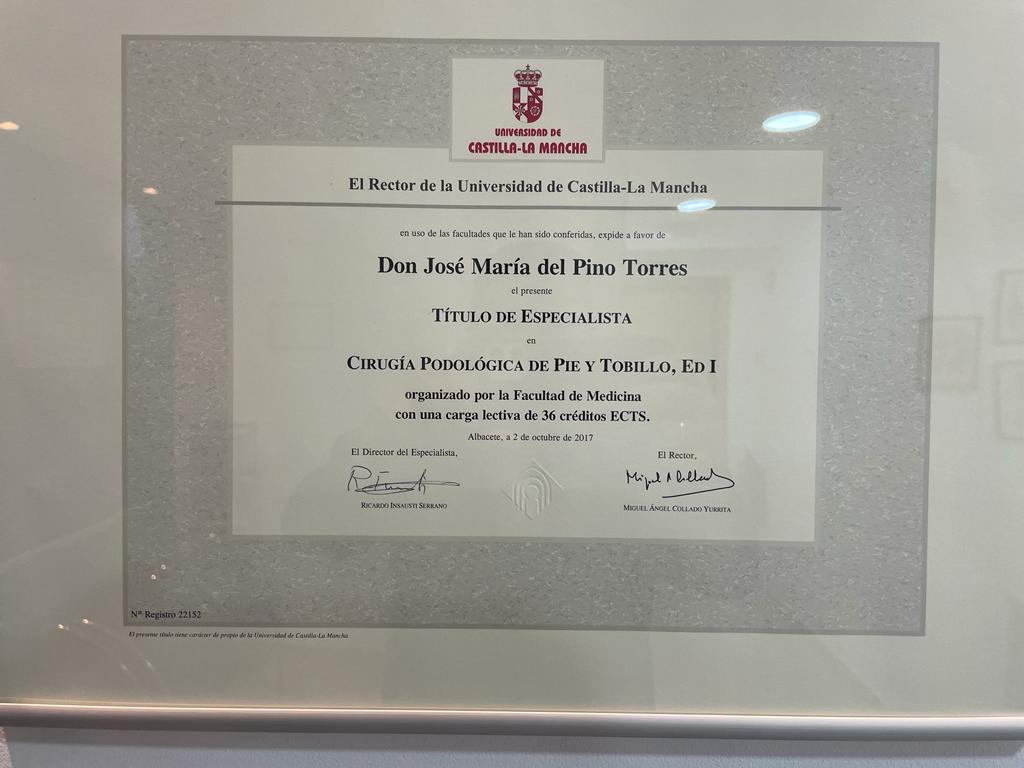 UNIVERSIDAD DE
CASTILLA-LA MANCHA
El Rector de la Universidad de Castilla-La Mancha
en uso de las facultades que le han sido conferidas, expide a favor de
Don José María del Pino Torres
el presente
TÍTULO DE ESPECIALISTA
en
CIRUGÍA PODOLÓGICA DE PIE Y TOBILLO, ED I
organizado por la Facultad de Medicina
con una carga lectiva de 36 créditos ECTS.
Albacete, a 2 de octubre de 2017
El Director del Especialista,
El Rector,
RICARDO INSAUSTI SERRANO
MIGUEL ÁNGEL COLLADO YURRITA
Nº Registro 22152
El presente título tiene carácter de propio de la Universidad de Castilla-La Mancha